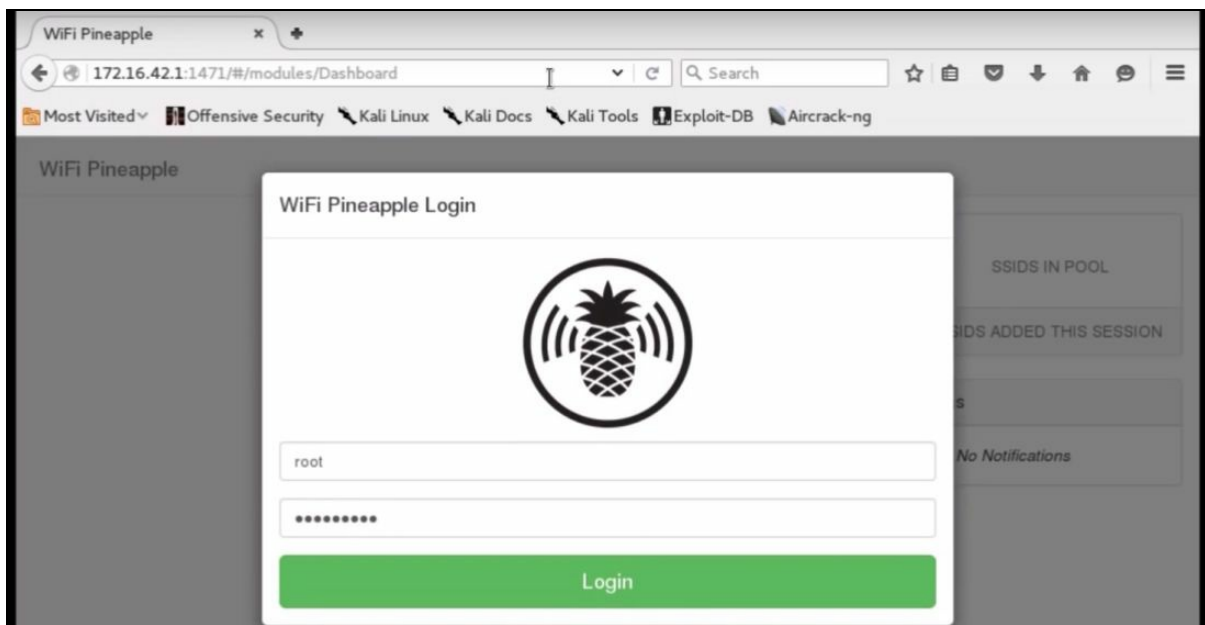 WiFi Pineapple
172.16.42.1:1471/#/modules/Dashboard
Search
Most Visited
Offensive Security
Kali Linux
Kali Docs
Kali Tools
Exploit-DB
Aircrack-ng
WiFi Pineapple
WiFi Pineapple Login
SSIDS IN POOL
SIDS ADDED THIS SESSION
s
No Notifications
root
•••••••••
Login